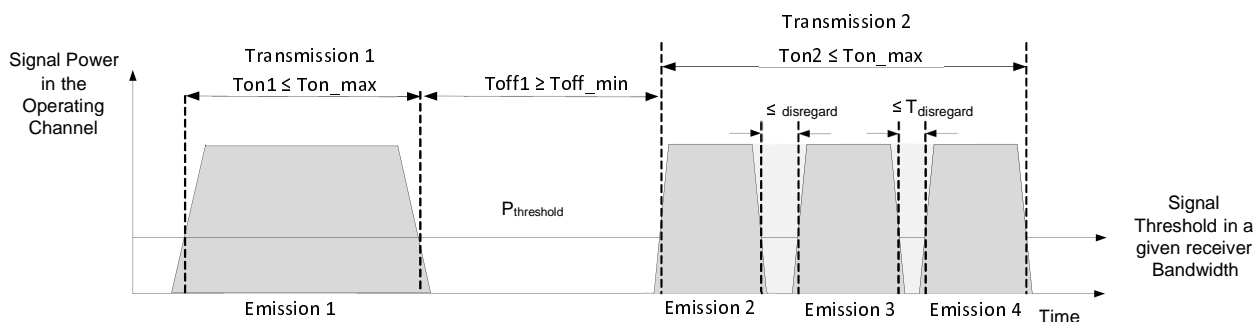 Transmission 2
Signal Power
in the
Operating
Channel
Transmission 1
Ton1 ≤ Ton_max
Toff1 ≥ Toff_min
Ton2 ≤ Ton_max
≤ disregard
≤ Tdisregard
Pthreshold
Signal
Threshold in a
given receiver
Bandwidth
Emission 1
Emission 2
Emission 3
Emission 4
Time